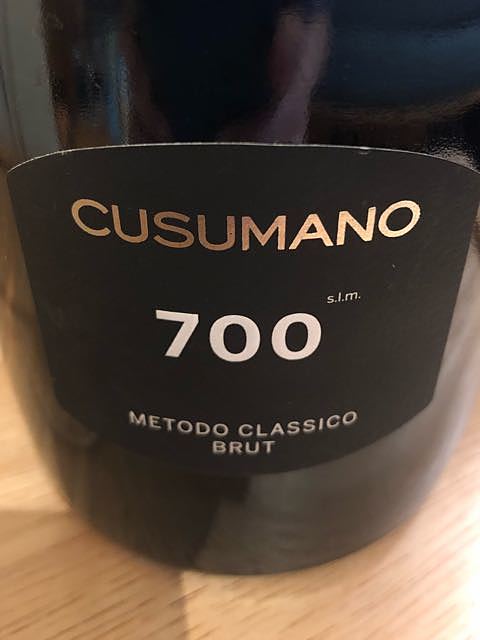 CUSUMANO
700 s.l.m.
METODO CLASSICO
BRUT